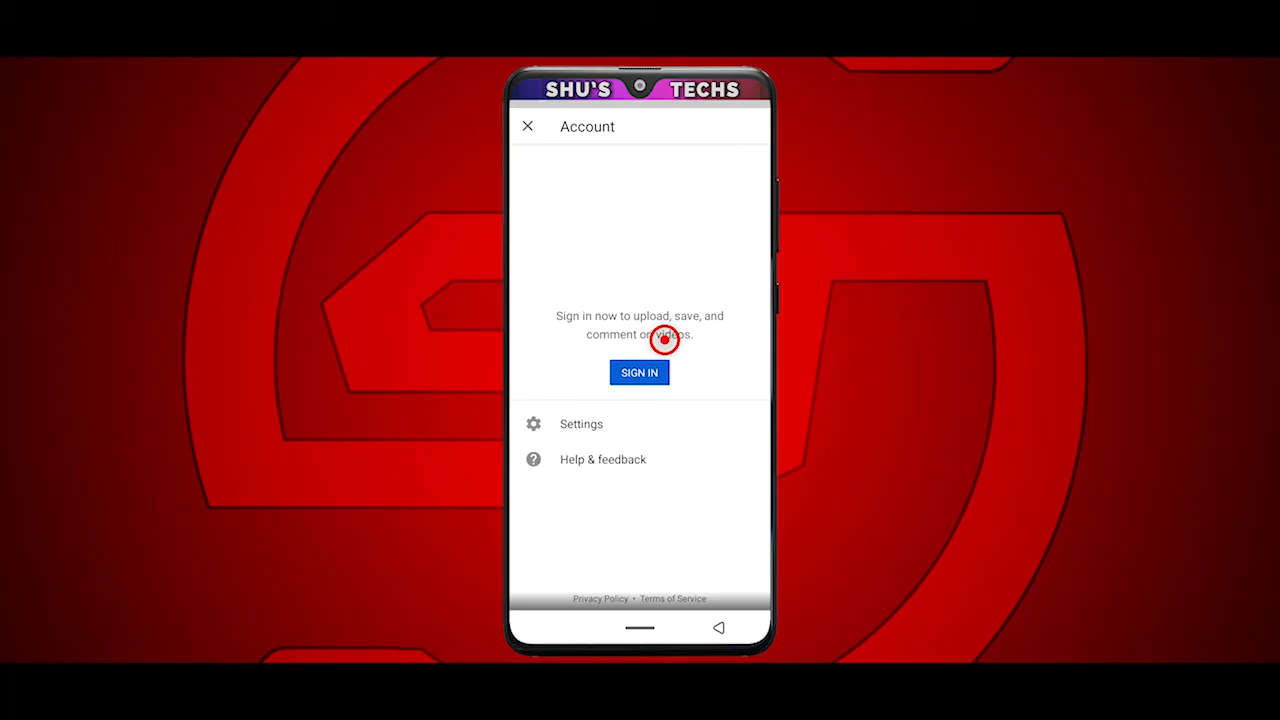 SHU'S TECHS
Account
Sign in now to upload, save, and
comment on videos.
SIGN IN
Settings
Help & feedback
Privacy Policy • Terms of Service